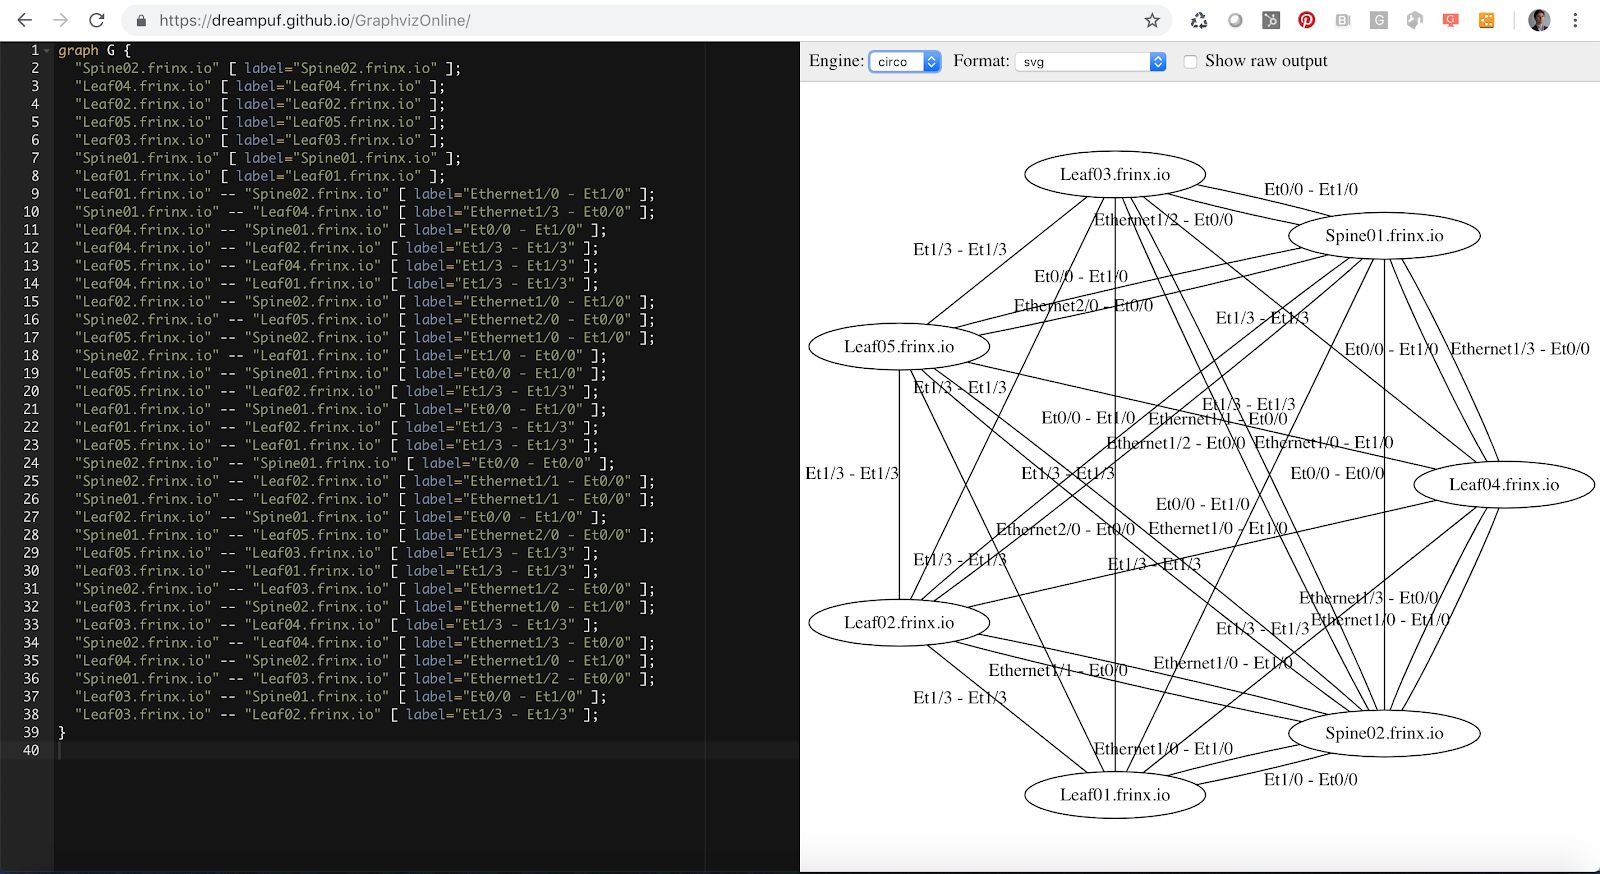 https://dreampuf.github.io/GraphvizOnline/
1 graph G {
2 "Spine02.frinx.io" [ label="Spine02.frinx.io" ];
3 "Leaf04.frinx.io" [ label="Leaf04.frinx.io" ];
4 "Leaf02.frinx.io" [ label="Leaf02.frinx.io" ];
5 "Leaf05.frinx.io" [ label="Leaf05.frinx.io" ];
6 "Leaf03.frinx.io" [ label="Leaf03.frinx.io" ];
7 "Spine01.frinx.io" [ label="Spine01.frinx.io" ];
8 "Leaf01.frinx.io" [ label="Leaf01.frinx.io" ];
9 "Leaf01.frinx.io" -- "Spine02.frinx.io" [ label="Ethernet1/0 - Et1/0" ];
10 "Spine01.frinx.io" -- "Leaf04.frinx.io" [ label="Ethernet1/3 - Et0/0" ];
11 "Leaf04.frinx.io" -- "Spine01.frinx.io" [ label="Et0/0 - Et1/0" ];
12 "Leaf04.frinx.io" -- "Leaf02.frinx.io" [ label="Et1/3 - Et1/3" ];
13 "Leaf05.frinx.io" -- "Leaf04.frinx.io" [ label="Et1/3 - Et1/3" ];
14 "Leaf04.frinx.io" -- "Leaf01.frinx.io" [ label="Et1/3 - Et1/3" ];
15 "Leaf02.frinx.io" -- "Spine02.frinx.io" [ label="Ethernet1/0 - Et1/0" ];
16 "Spine02.frinx.io" -- "Leaf05.frinx.io" [ label="Ethernet2/0 - Et0/0" ];
17 "Leaf05.frinx.io" -- "Spine02.frinx.io" [ label="Ethernet1/0 - Et1/0" ];
18 "Spine02.frinx.io" -- "Leaf01.frinx.io" [ label="Et1/0 - Et0/0" ];
19 "Leaf05.frinx.io" -- "Spine01.frinx.io" [ label="Et0/0 - Et1/0" ];
20 "Leaf05.frinx.io" -- "Leaf02.frinx.io" [ label="Et1/3 - Et1/3" ];
21 "Leaf01.frinx.io" -- "Spine01.frinx.io" [ label="Et0/0 - Et1/0" ];
22 "Leaf01.frinx.io" -- "Leaf02.frinx.io" [ label="Et1/3 - Et1/3" ];
23 "Leaf05.frinx.io" -- "Leaf01.frinx.io" [ label="Et1/3 - Et1/3" ];
24 "Spine02.frinx.io" -- "Spine01.frinx.io" [ label="Et0/0 - Et0/0" ];
25 "Spine02.frinx.io" -- "Leaf02.frinx.io" [ label="Ethernet1/1 - Et0/0" ];
26 "Spine01.frinx.io" -- "Leaf02.frinx.io" [ label="Ethernet1/1 - Et0/0" ];
27 "Leaf02.frinx.io" -- "Spine01.frinx.io" [ label="Et0/0 - Et1/0" ];
28 "Spine01.frinx.io" -- "Leaf05.frinx.io" [ label="Ethernet2/0 - Et0/0" ];
29 "Leaf05.frinx.io" -- "Leaf03.frinx.io" [ label="Et1/3 - Et1/3" ];
30 "Leaf03.frinx.io" -- "Leaf01.frinx.io" [ label="Et1/3 - Et1/3" ];
31 "Spine02.frinx.io" -- "Leaf03.frinx.io" [ label="Ethernet1/2 - Et0/0" ];
32 "Leaf03.frinx.io" -- "Spine02.frinx.io" [ label="Ethernet1/0 - Et1/0" ];
33 "Leaf03.frinx.io" -- "Leaf04.frinx.io" [ label="Et1/3 - Et1/3" ];
34 "Spine02.frinx.io" -- "Leaf04.frinx.io" [ label="Ethernet1/3 - Et0/0" ];
35 "Leaf04.frinx.io" -- "Spine02.frinx.io" [ label="Ethernet1/0 - Et1/0" ];
36 "Spine01.frinx.io" -- "Leaf03.frinx.io" [ label="Ethernet1/2 - Et0/0" ];
37 "Leaf03.frinx.io" -- "Spine01.frinx.io" [ label="Et0/0 - Et1/0" ];
38 "Leaf03.frinx.io" -- "Leaf02.frinx.io" [ label="Et1/3 - Et1/3" ];
39 }
40
Engine: circo Format: svg Show raw output
Leaf03.frinx.io
Et0/0 - Et1/0
Ethernet1/2 - Et0/0
Spine01.frinx.io
Et1/3 - Et1/3
Et0/0 - Et1/0
Ethernet2/0 - Et0/0
Et1/3 - Et1/3
Leaf05.frinx.io
Et0/0 - Et1/0
Ethernet1/3 - Et0/0
Et1/3 - Et1/3
Et1/3 - Et1/3
Et0/0 - Et1/0
Ethernet1/1 - Et0/0
Ethernet1/2 - Et0/0
Ethernet1/0 - Et1/0
Et1/3 - Et1/3
Et1/3 - Et1/3
Et0/0 - Et0/0
Leaf04.frinx.io
Et0/0 - Et1/0
Ethernet2/0 - Et0/0
Ethernet1/0 - Et1/0
Et1/3 - Et1/3
Et1/3 - Et1/3
Ethernet1/3 - Et0/0
Leaf02.frinx.io
Ethernet1/0 - Et1/0
Et1/3 - Et1/3
Ethernet1/0 - Et1/0
Ethernet1/1 - Et0/0
Et1/3 - Et1/3
Spine02.frinx.io
Ethernet1/0 - Et1/0
Et1/0 - Et0/0
Leaf01.frinx.io